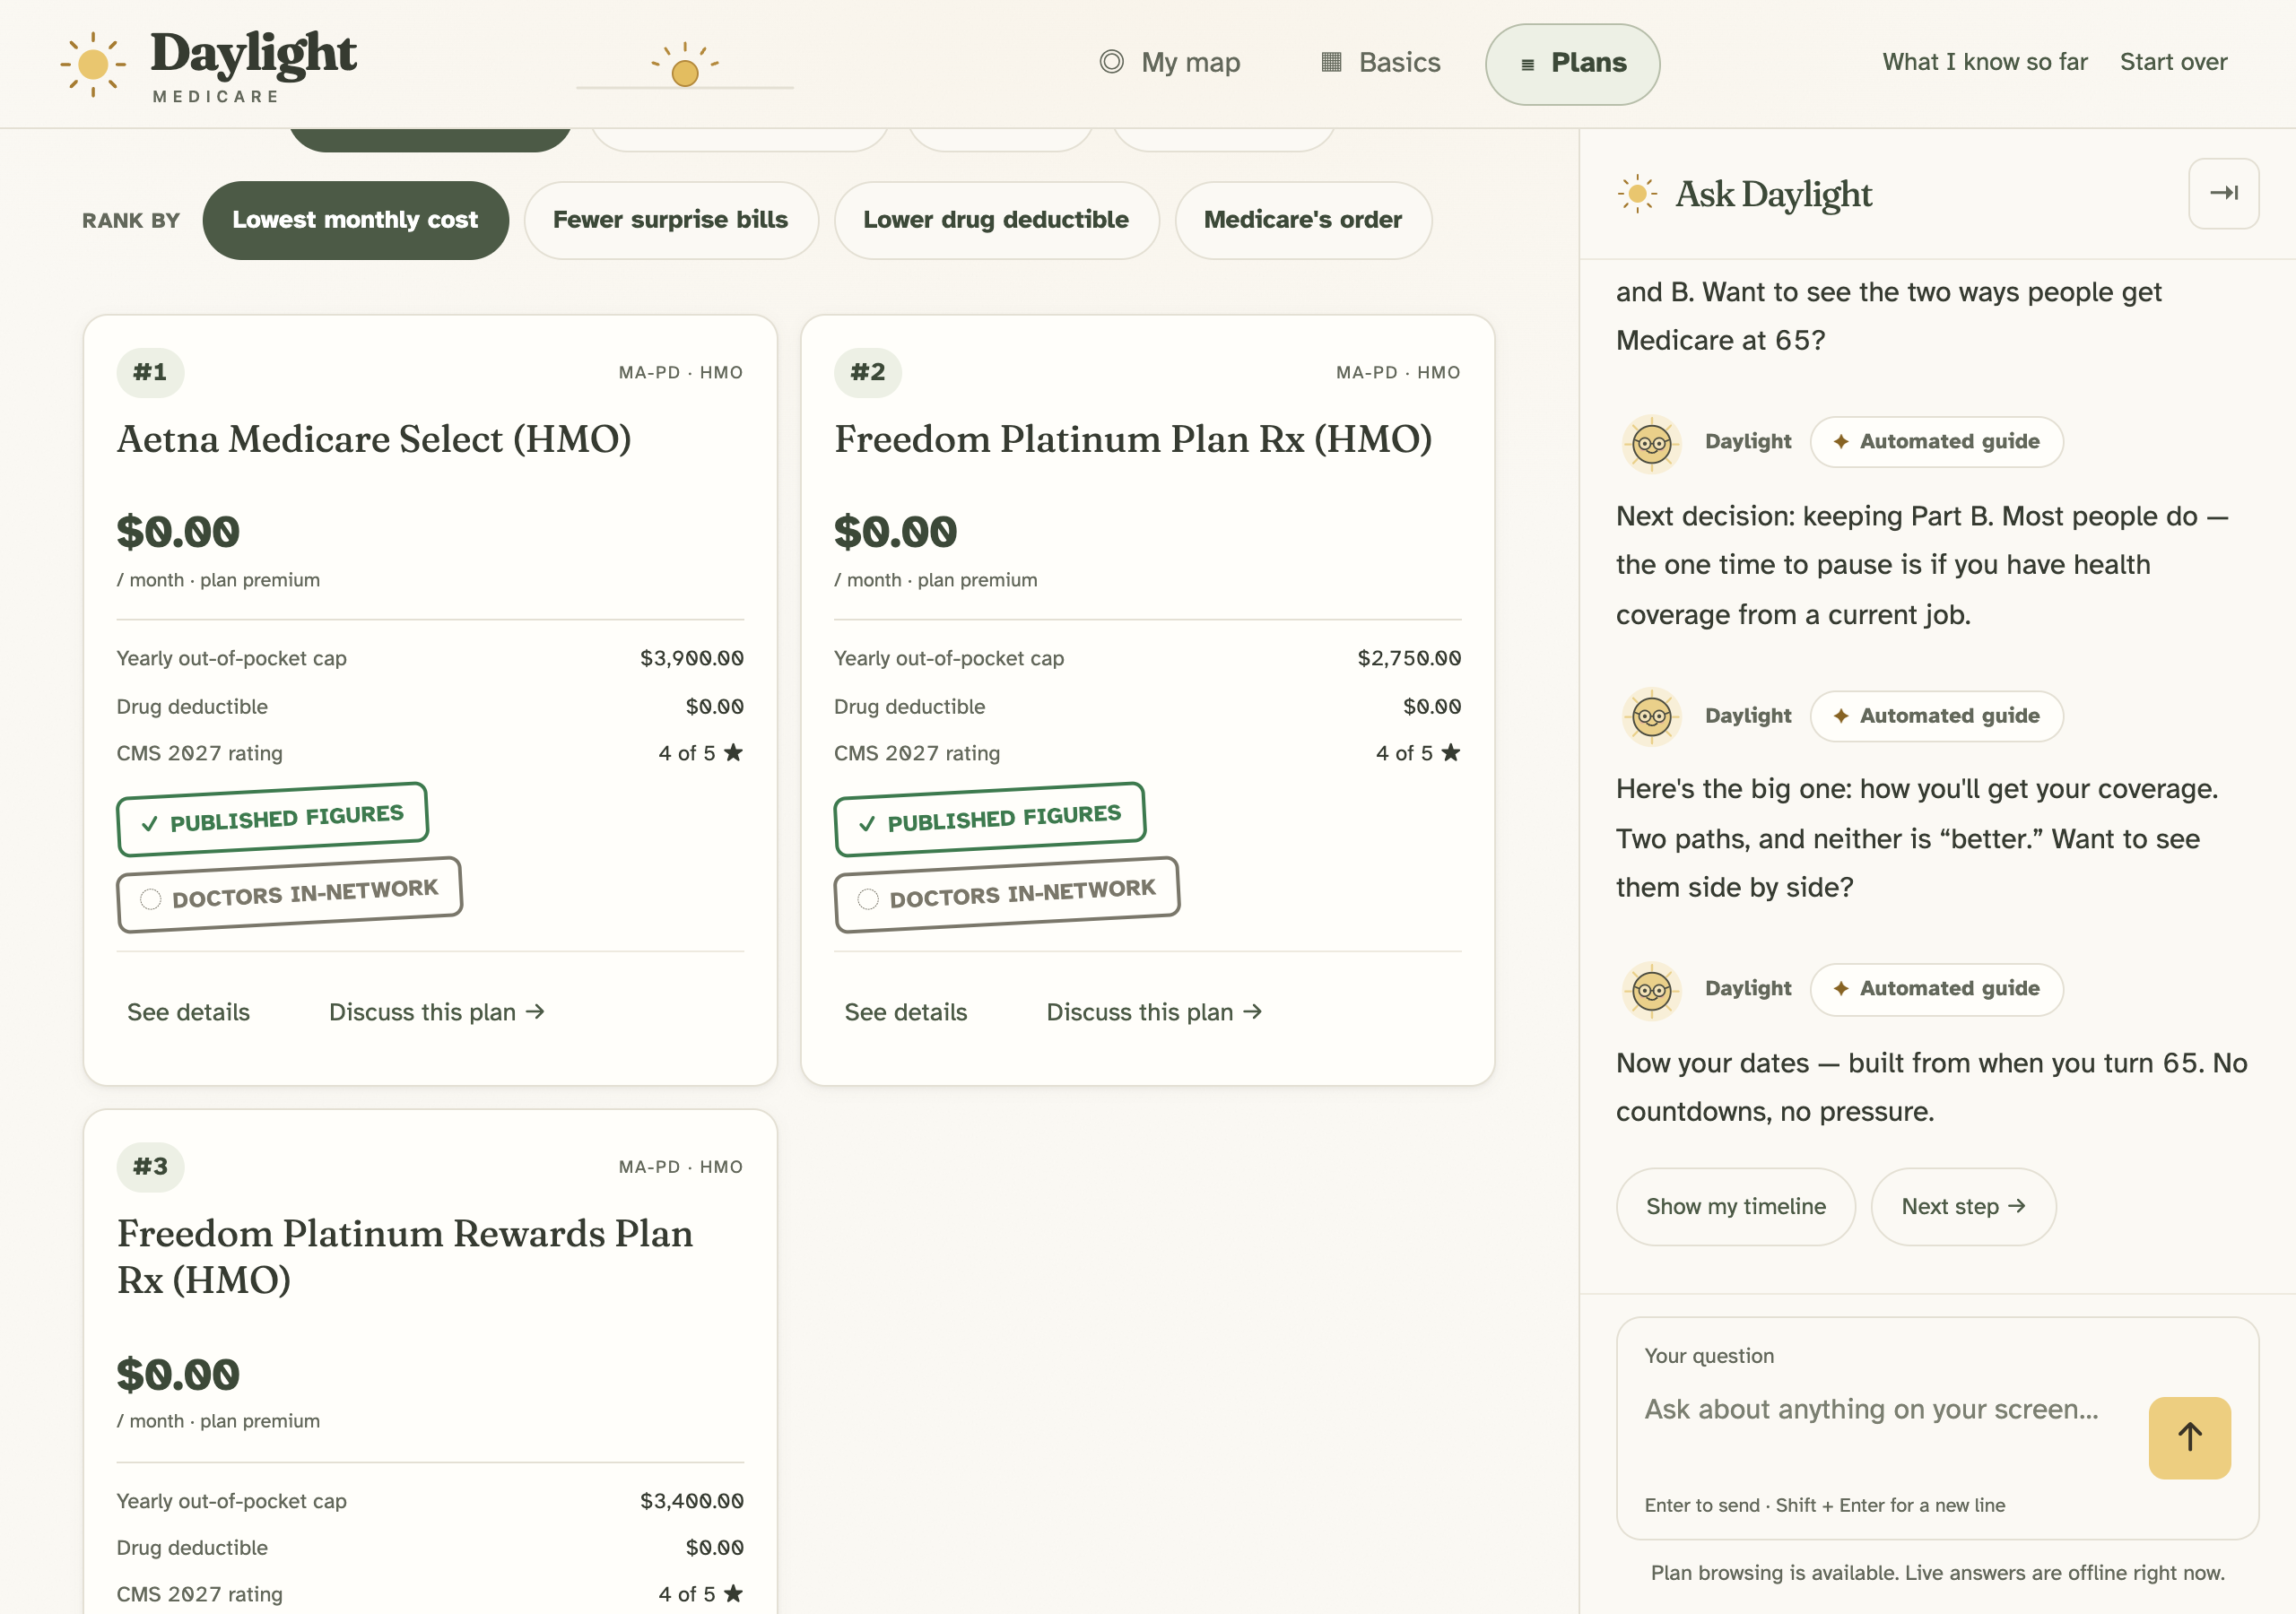 Daylight
MEDICARE
My map
Basics
Plans
What I know so far
Start over
RANK BY
Lowest monthly cost
Fewer surprise bills
Lower drug deductible
Medicare's order
#1
MA-PD · HMO
Aetna Medicare Select (HMO)
$0.00
/ month · plan premium
Yearly out-of-pocket cap
$3,900.00
Drug deductible
$0.00
CMS 2027 rating
4 of 5 ★
✓ PUBLISHED FIGURES
DOCTORS IN-NETWORK
See details
Discuss this plan →
#2
MA-PD · HMO
Freedom Platinum Plan Rx (HMO)
$0.00
/ month · plan premium
Yearly out-of-pocket cap
$2,750.00
Drug deductible
$0.00
CMS 2027 rating
4 of 5 ★
✓ PUBLISHED FIGURES
DOCTORS IN-NETWORK
See details
Discuss this plan →
#3
MA-PD · HMO
Freedom Platinum Rewards Plan
Rx (HMO)
$0.00
/ month · plan premium
Yearly out-of-pocket cap
$3,400.00
Drug deductible
$0.00
CMS 2027 rating
4 of 5 ★
Ask Daylight
and B. Want to see the two ways people get
Medicare at 65?
Daylight
✦ Automated guide
Next decision: keeping Part B. Most people do —
the one time to pause is if you have health
coverage from a current job.
Daylight
✦ Automated guide
Here's the big one: how you'll get your coverage.
Two paths, and neither is “better.” Want to see
them side by side?
Daylight
✦ Automated guide
Now your dates — built from when you turn 65. No
countdowns, no pressure.
Show my timeline
Next step →
Your question
Ask about anything on your screen...
Enter to send · Shift + Enter for a new line
Plan browsing is available. Live answers are offline right now.